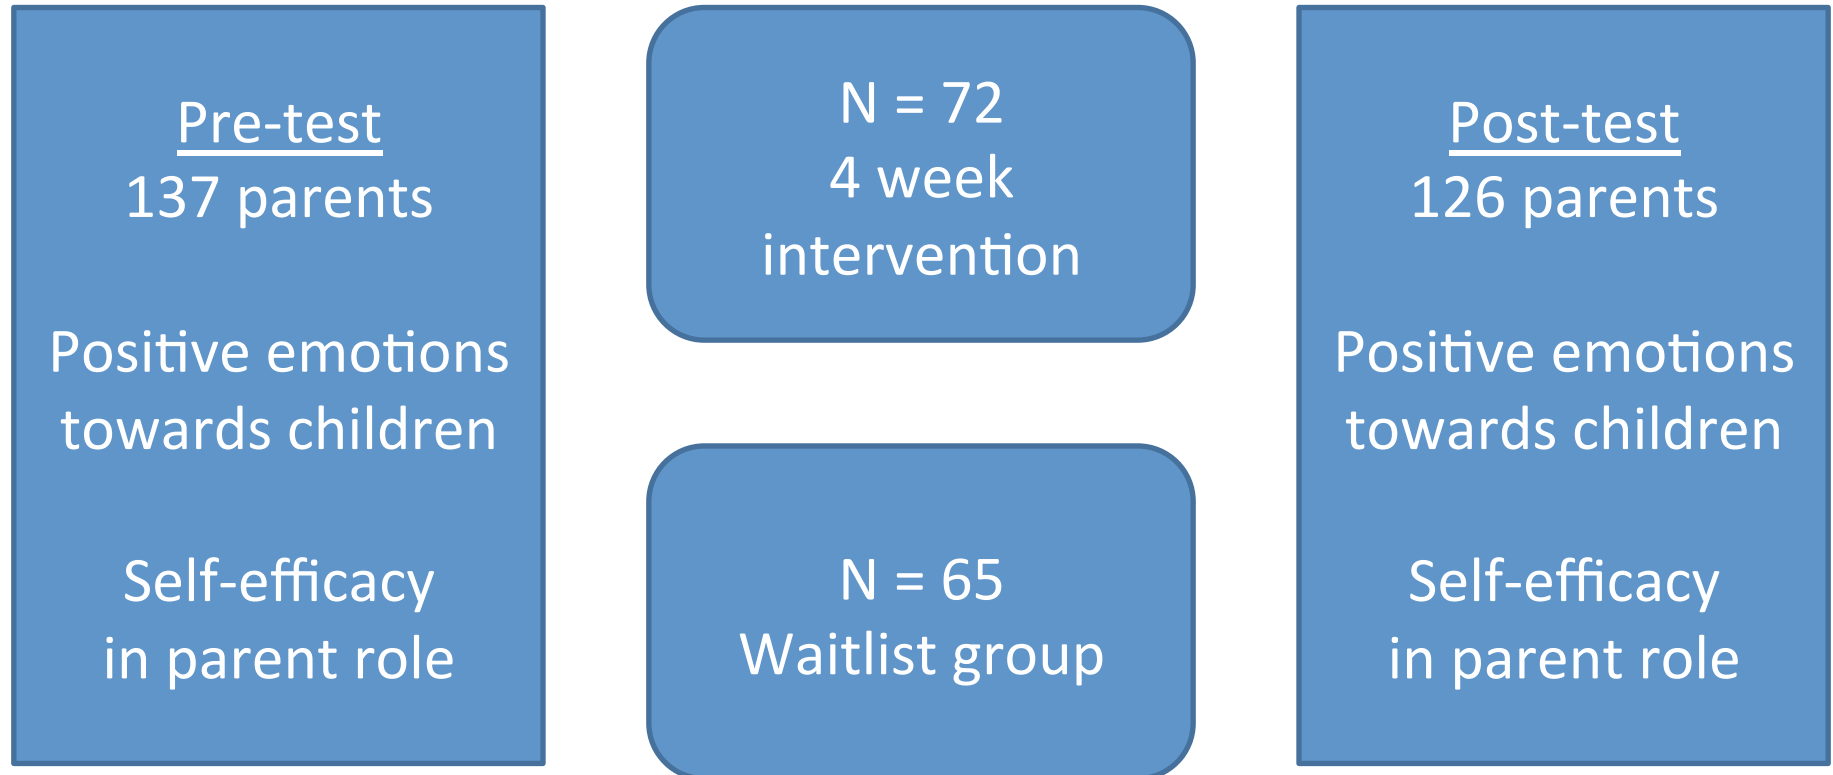 Pre-test
137 parents
Positive emotions
towards children
Self-efficacy
in parent role
N = 72
4 week
intervention
N = 65
Waitlist group
Post-test
126 parents
Positive emotions
towards children
Self-efficacy
in parent role